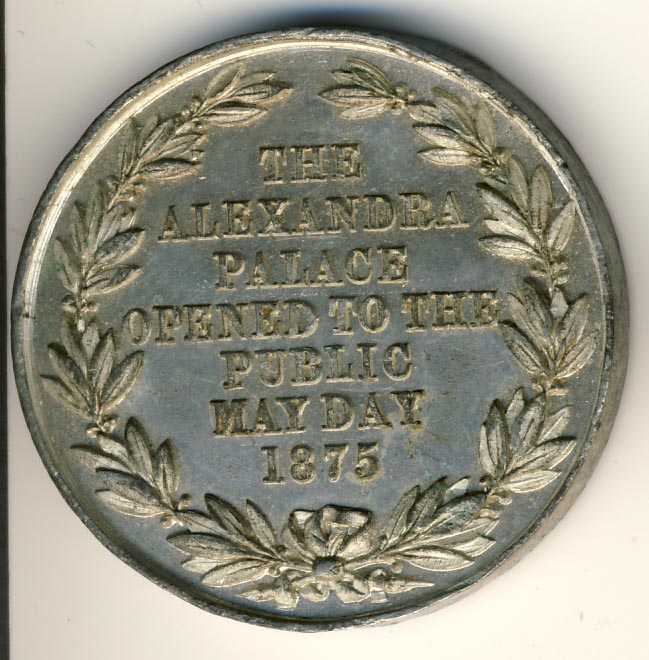 THE
ALEXANDRA
PALACE
OPENED TO THE
PUBLIC
MAY DAY
1875